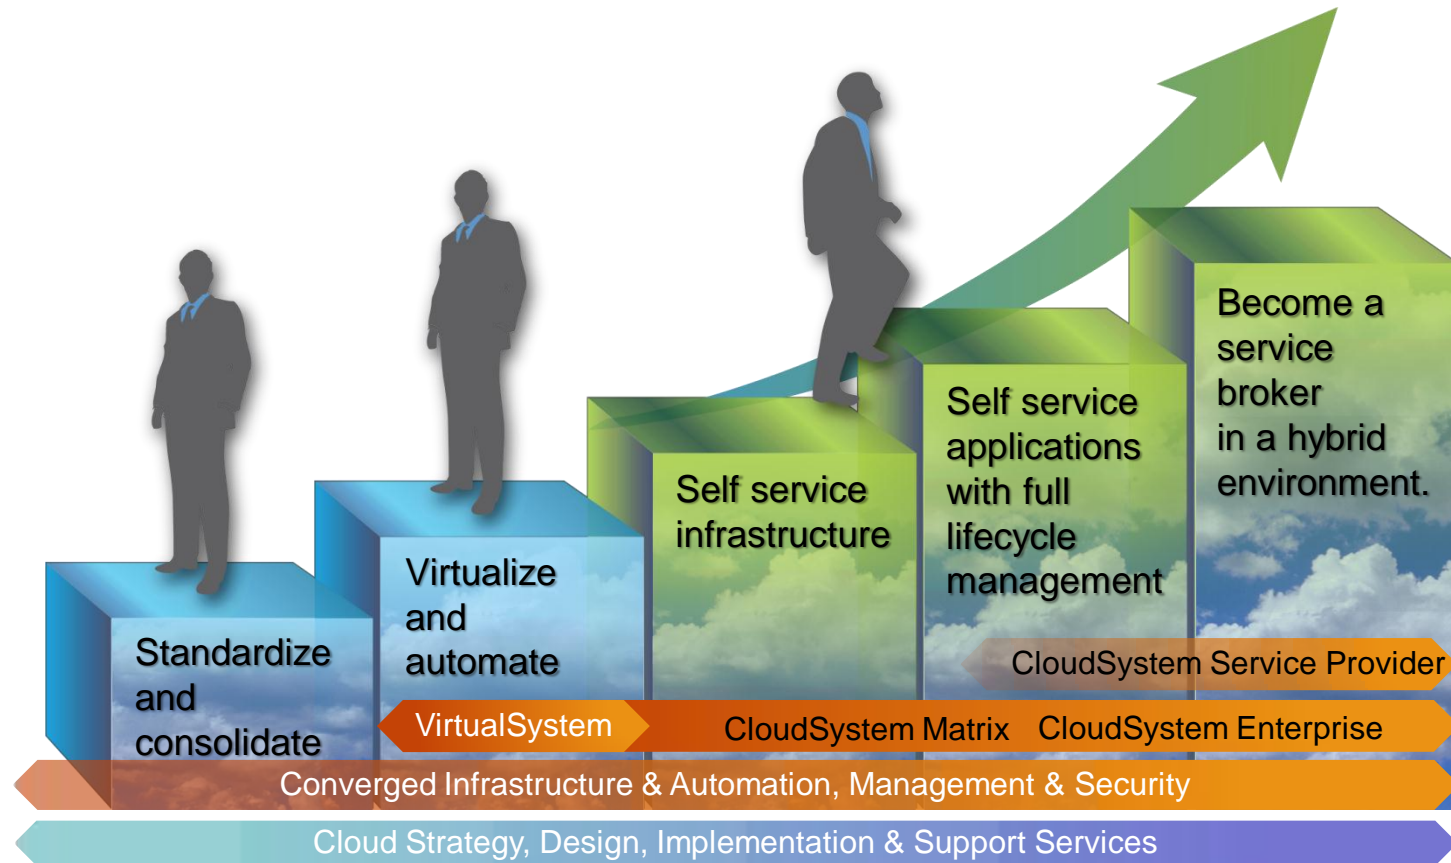 Standardize
and
consolidate
Virtualize
and
automate
Self service
infrastructure
Self service
applications
with full
lifecycle
management
Become a
service
broker
in a hybrid
environment.
CloudSystem Service Provider
VirtualSystem
CloudSystem Matrix
CloudSystem Enterprise
Converged Infrastructure & Automation, Management & Security
Cloud Strategy, Design, Implementation & Support Services